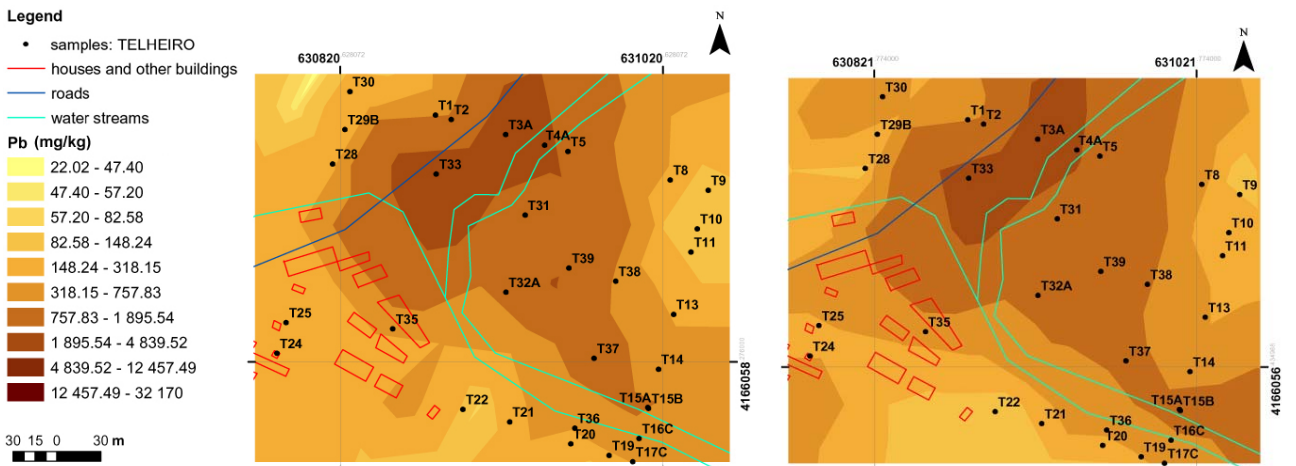 Legend
samples: TELHEIRO
houses and other buildings
roads
water streams
Pb (mg/kg)
22.02 - 47.40
47.40 - 57.20
57.20 - 82.58
82.58 - 148.24
148.24 - 318.15
318.15 - 757.83
757.83 - 1 895.54
1 895.54 - 4 839.52
4 839.52 - 12 457.49
12 457.49 - 32 170
30 15 0 30 m
N
630820
631020
T30
T1
T2
T29B
T3A
T4A
T5
T28
T33
T8
T9
T31
T10
T11
T39
T38
T32A
T13
T25
T35
T24
T37
T14
T22
T15A
T15B
T21
T36
T20
T16C
T19
T17C
4166058
N
630821
631021
T30
T1
T2
T29B
T3A
T4A
T5
T28
T33
T8
T9
T31
T10
T11
T39
T38
T32A
T13
T25
T35
T24
T37
T14
T22
T15A
T15B
T21
T36
T20
T16C
T19
T17C
4166056